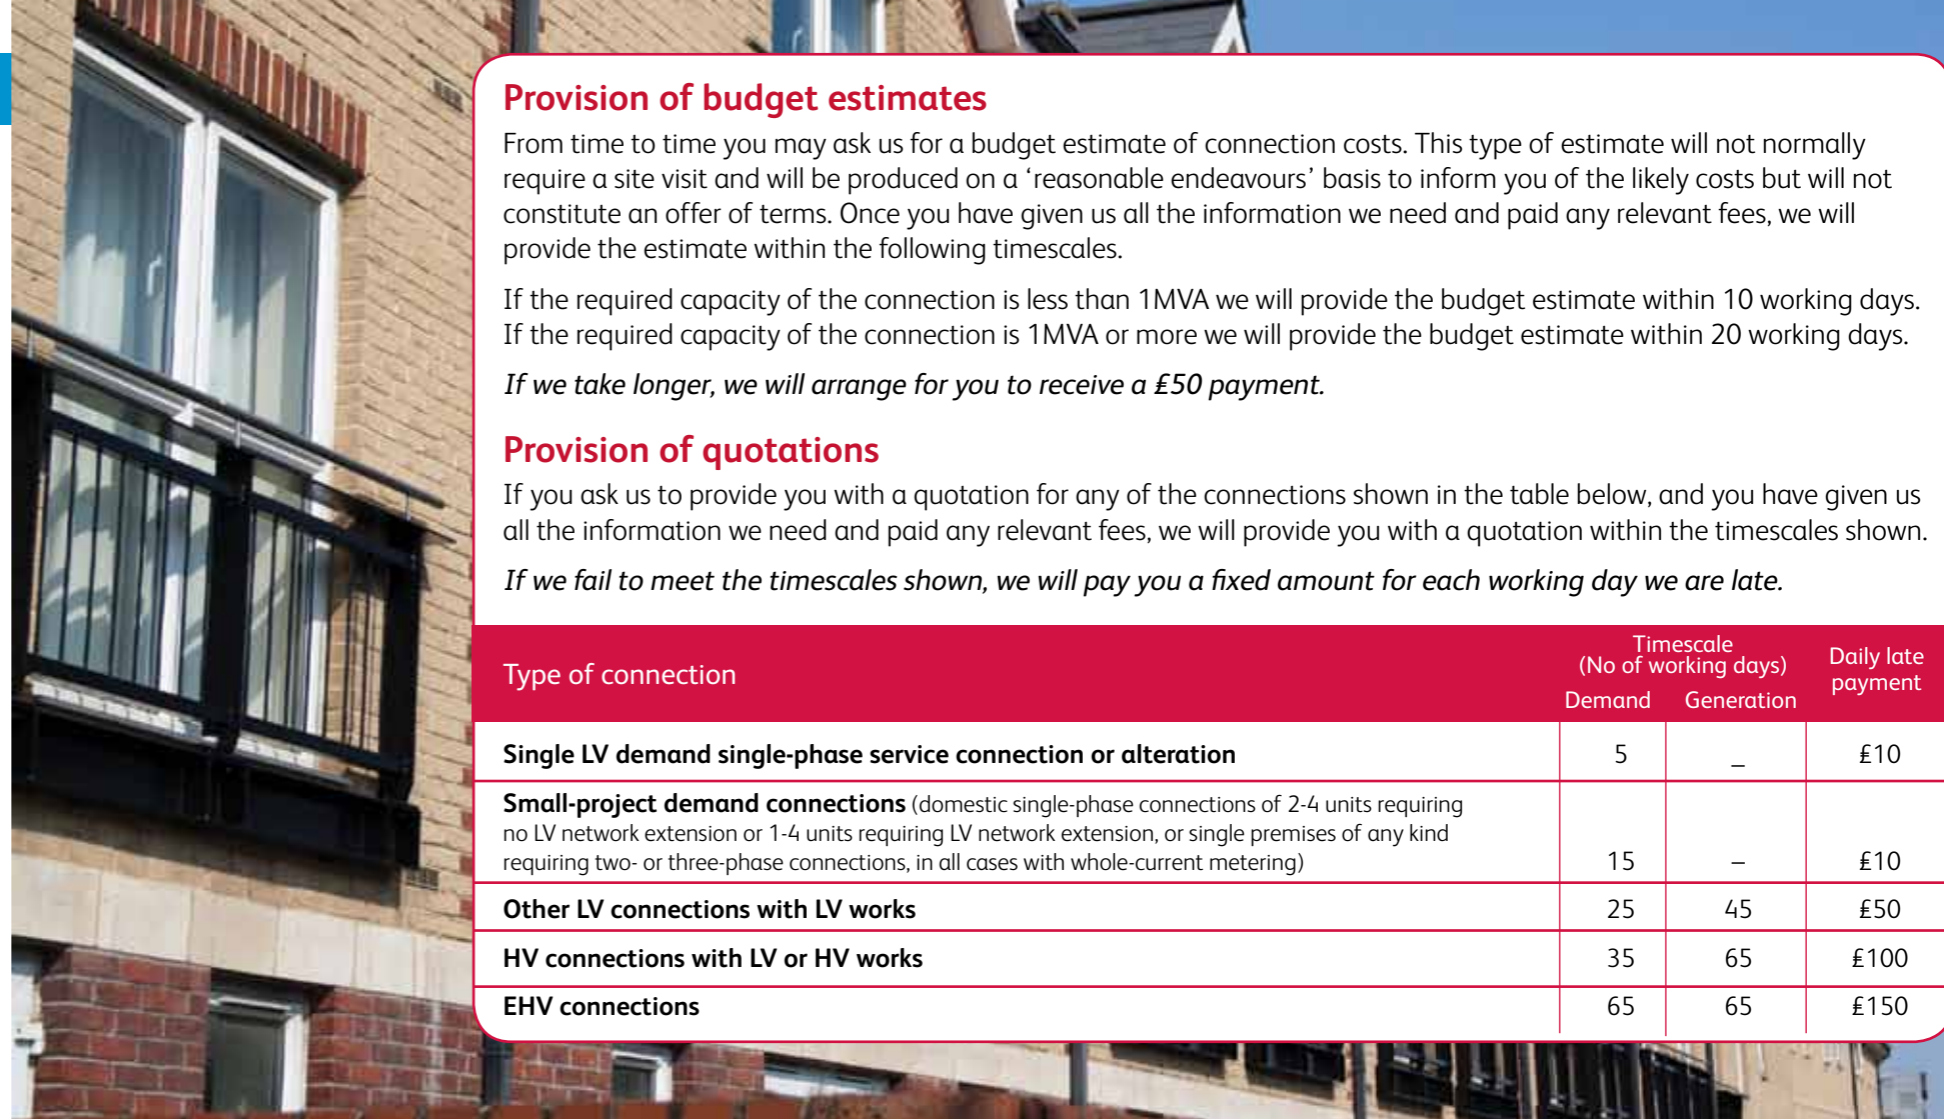 Provision of budget estimates
From time to time you may ask us for a budget estimate of connection costs. This type of estimate will not normally
require a site visit and will be produced on a ‘reasonable endeavours’ basis to inform you of the likely costs but will not
constitute an offer of terms. Once you have given us all the information we need and paid any relevant fees, we will
provide the estimate within the following timescales.
If the required capacity of the connection is less than 1MVA we will provide the budget estimate within 10 working days.
If the required capacity of the connection is 1MVA or more we will provide the budget estimate within 20 working days.
If we take longer, we will arrange for you to receive a £50 payment.
Provision of quotations
If you ask us to provide you with a quotation for any of the connections shown in the table below, and you have given us
all the information we need and paid any relevant fees, we will provide you with a quotation within the timescales shown.
If we fail to meet the timescales shown, we will pay you a fixed amount for each working day we are late.
Type of connection
Timescale
(No of working days)
Demand Generation
Daily late
payment
Single LV demand single-phase service connection or alteration 5 _ £10
Small-project demand connections (domestic single-phase connections of 2-4 units requiring
no LV network extension or 1-4 units requiring LV network extension, or single premises of any kind
requiring two- or three-phase connections, in all cases with whole-current metering) 15 – £10
Other LV connections with LV works 25 45 £50
HV connections with LV or HV works 35 65 £100
EHV connections 65 65 £150